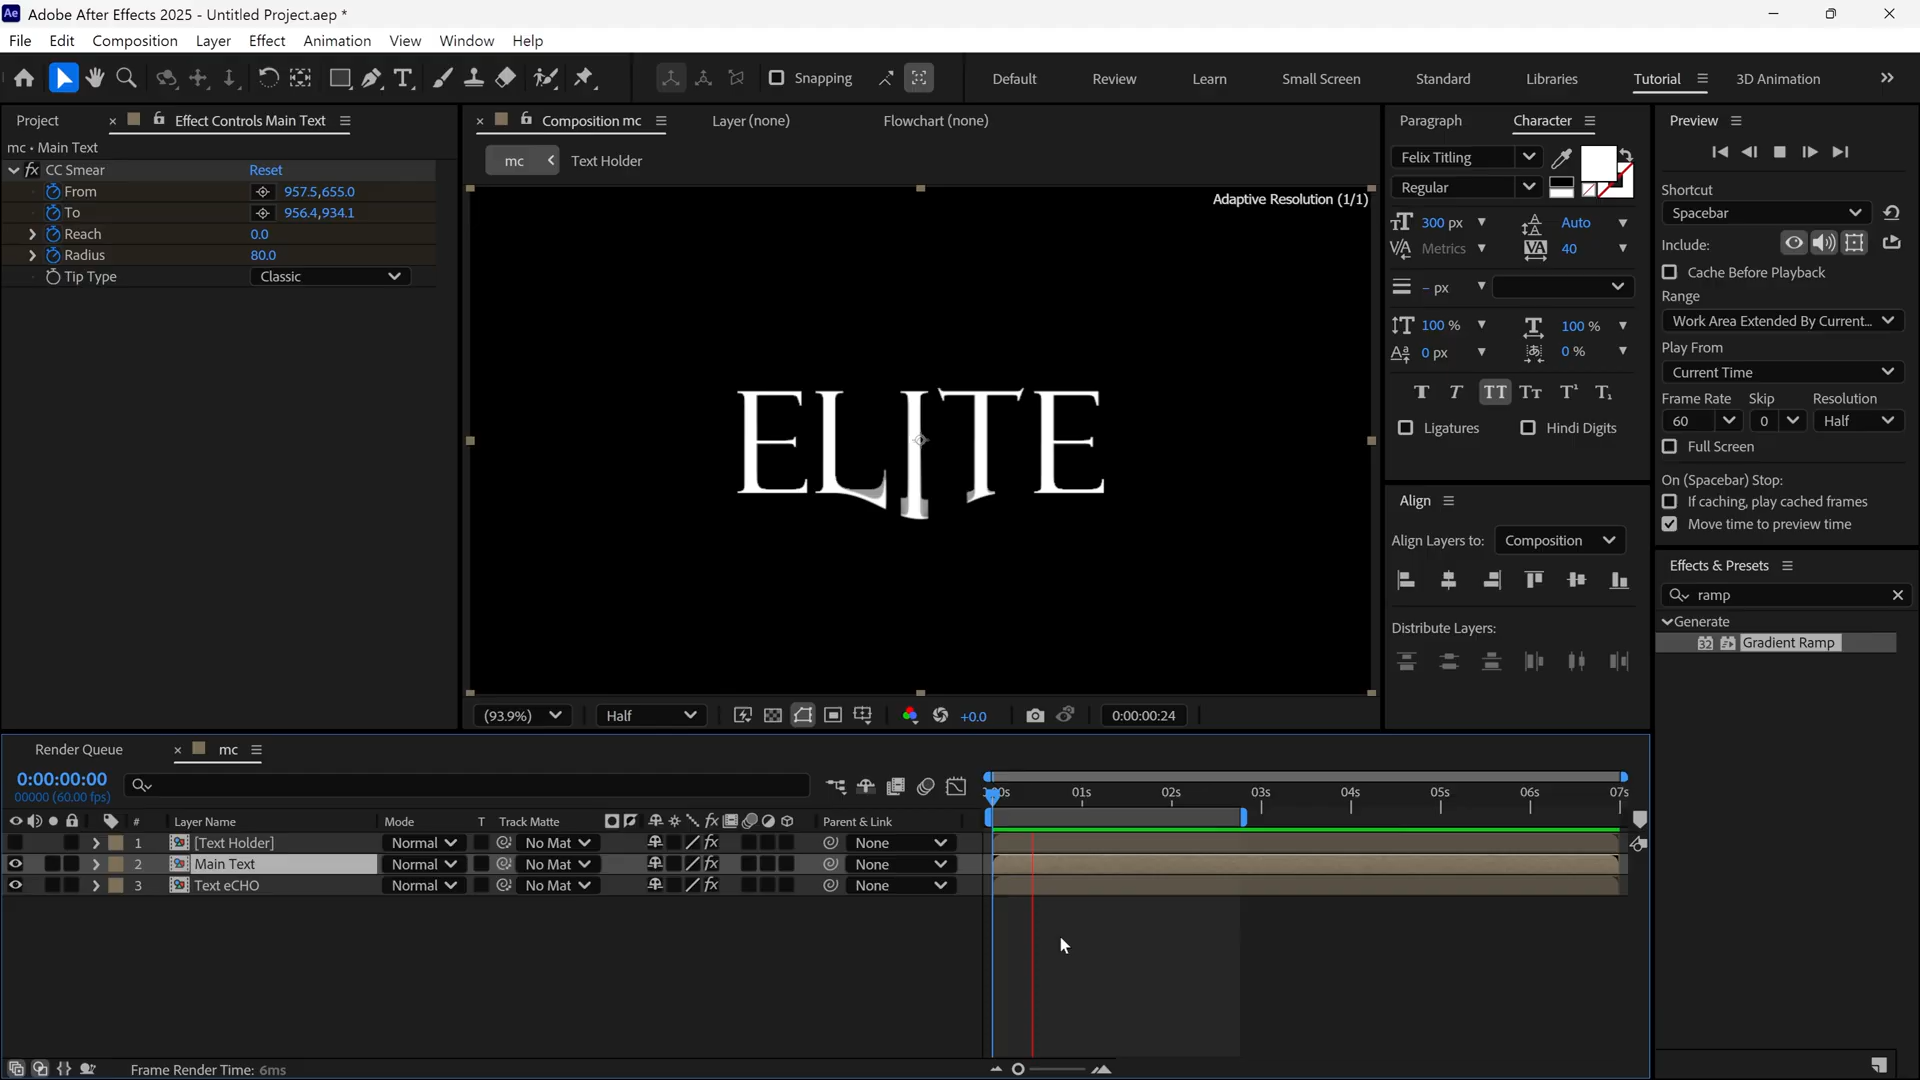 Ae Adobe After Effects 2025 - Untitled Project.aep *
File Edit Composition Layer Effect Animation View Window Help
Snapping Default Review Learn Small Screen Standard Libraries Tutorial 3D Animation
Project Effect Controls Main Text
mc • Main Text
fx CC Smear Reset
From 957.5,655.0
To 956.4,934.1
Reach 0.0
Radius 80.0
Tip Type Classic
Composition mc Layer (none) Flowchart (none)
mc Text Holder
Adaptive Resolution (1/1)
ELITE
(93.9%) Half +0.0 0:00:00:24
Paragraph Character
Felix Titling
Regular
300 px Auto
Metrics 40
– px
100 % 100 %
0 px 0 %
Ligatures Hindi Digits
Align
Align Layers to: Composition
Distribute Layers:
Preview
Shortcut
Spacebar
Include:
Cache Before Playback
Range
Work Area Extended By Current...
Play From
Current Time
Frame Rate Skip Resolution
60 0 Half
Full Screen
On (Spacebar) Stop:
If caching, play cached frames
Move time to preview time
Effects & Presets
ramp
Generate
32 Gradient Ramp
Render Queue mc
0:00:00:00
00000 (60.00 fps)
01s 02s 03s 04s 05s 06s 07s
# Layer Name Mode T Track Matte fx Parent & Link
1 [Text Holder] Normal No Mat fx None
2 Main Text Normal No Mat fx None
3 Text eCHO Normal No Mat fx None
Frame Render Time: 6ms